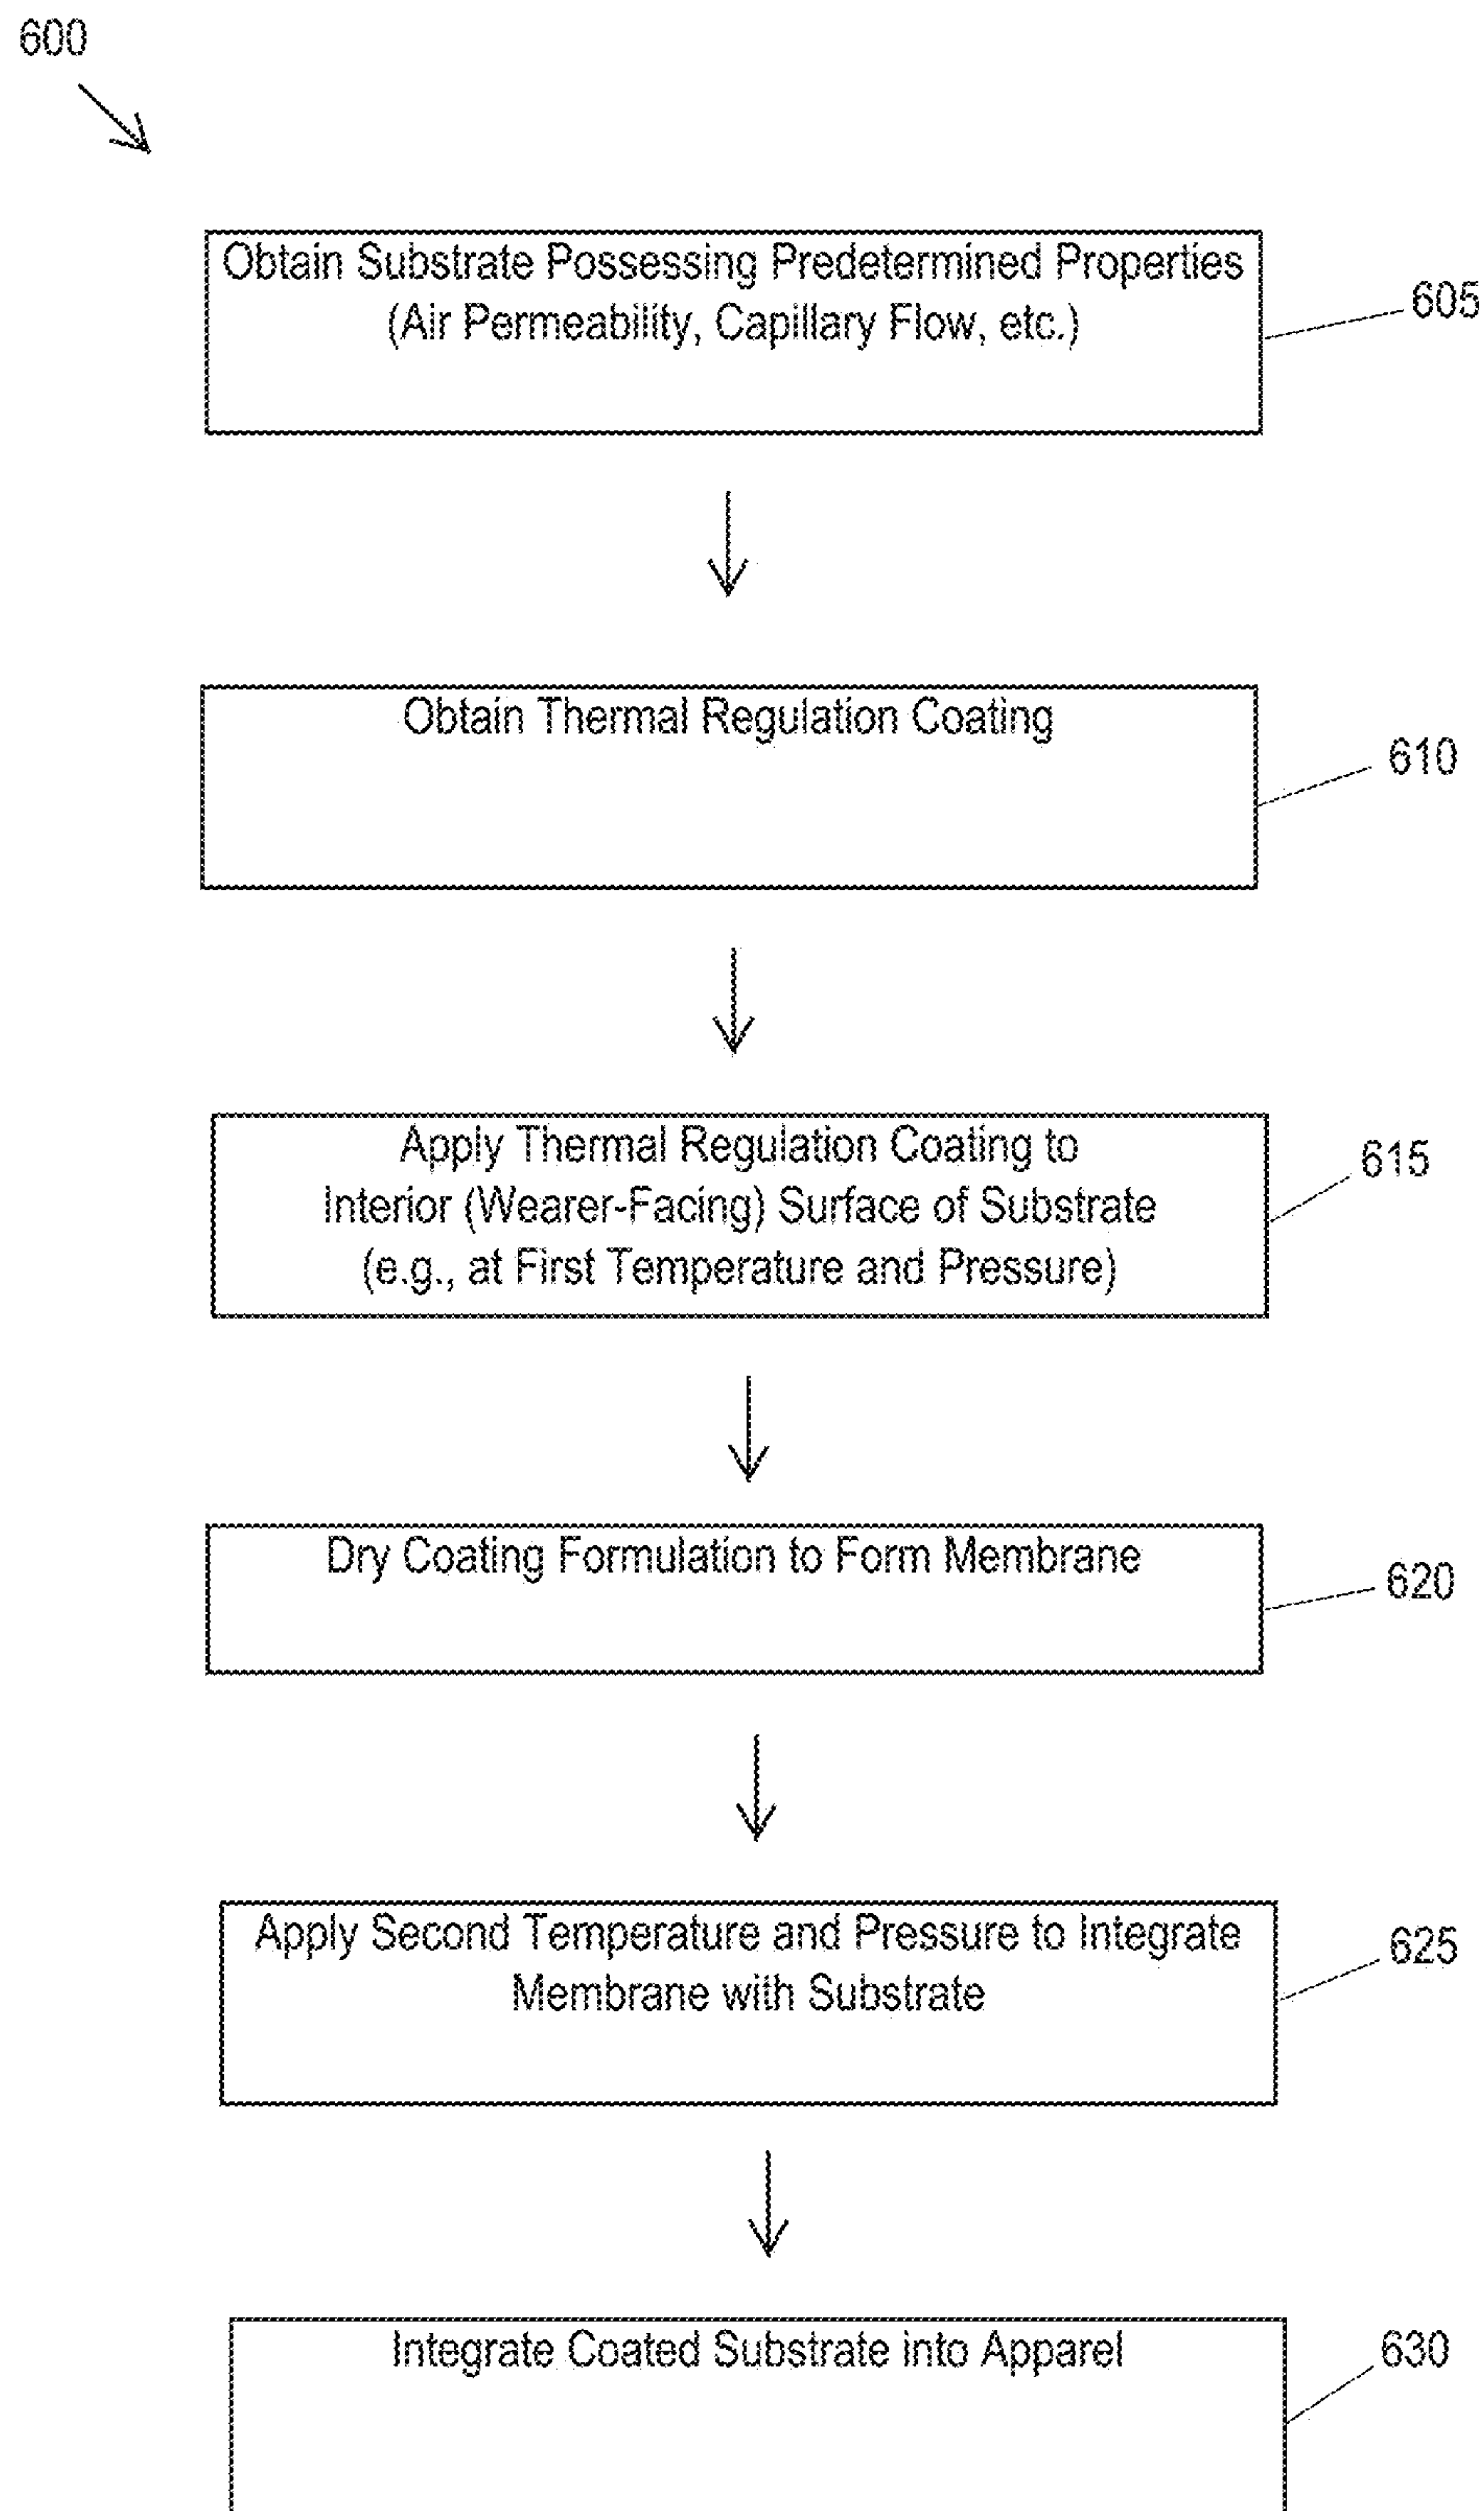 600
Obtain Substrate Possessing Predetermined Properties
(Air Permeability, Capillary Flow, etc.)
605
Obtain Thermal Regulation Coating
610
Apply Thermal Regulation Coating to
Interior (Wearer-Facing) Surface of Substrate
(e.g., at First Temperature and Pressure)
615
Dry Coating Formulation to Form Membrane
620
Apply Second Temperature and Pressure to Integrate
Membrane with Substrate
625
Integrate Coated Substrate into Apparel
630